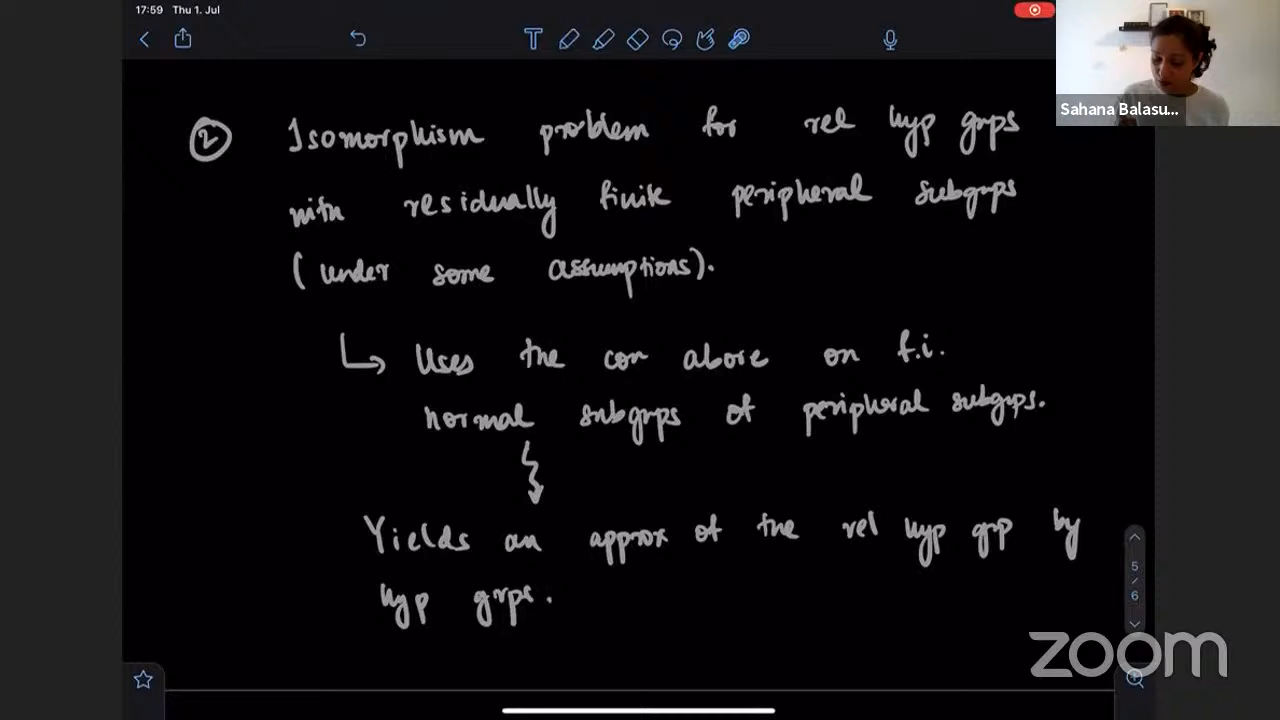 17:59 Thu 1. Jul
Sahana Balasu...
② Isomorphism problem for rel hyp grps
with residually finite peripheral subgrps
(under some assumptions).
↳ Uses the con above on f.i.
normal subgrps of peripheral subgrps.
Yields an approx of the rel hyp grp by
hyp grps.
5
/
6
zoom